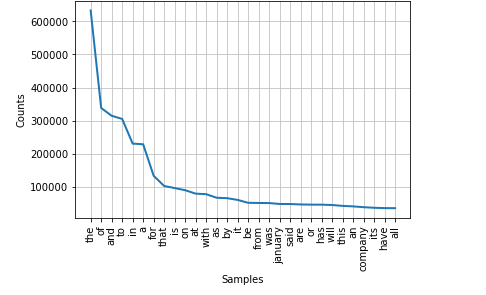 600000
500000
400000
300000
200000
100000
Counts
the
of
and
to
in
a
for
that
is
on
at
with
as
by
it
be
from
was
january
said
are
or
has
will
this
an
company
its
have
all
Samples